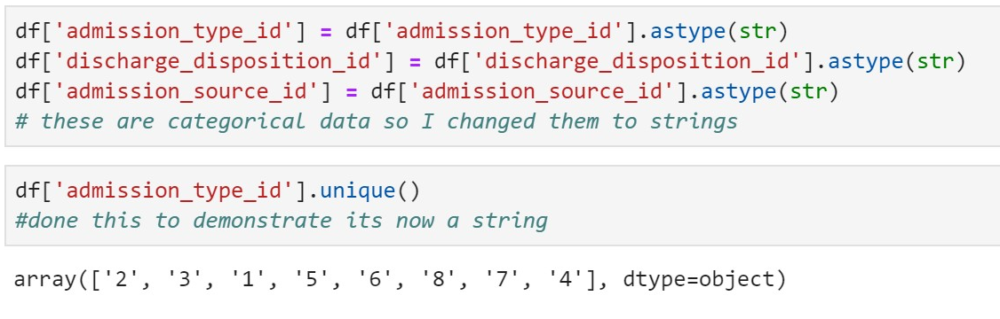 df['admission_type_id'] = df['admission_type_id'].astype(str)
df['discharge_disposition_id'] = df['discharge_disposition_id'].astype(str)
df['admission_source_id'] = df['admission_source_id'].astype(str)
# these are categorical data so I changed them to strings
df['admission_type_id'].unique()
#done this to demonstrate its now a string
array(['2', '3', '1', '5', '6', '8', '7', '4'], dtype=object)